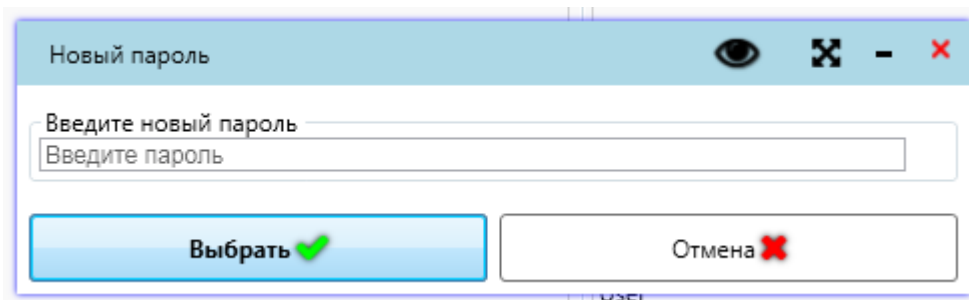 Новый пароль
Введите новый пароль
Введите пароль
Выбрать
Отмена